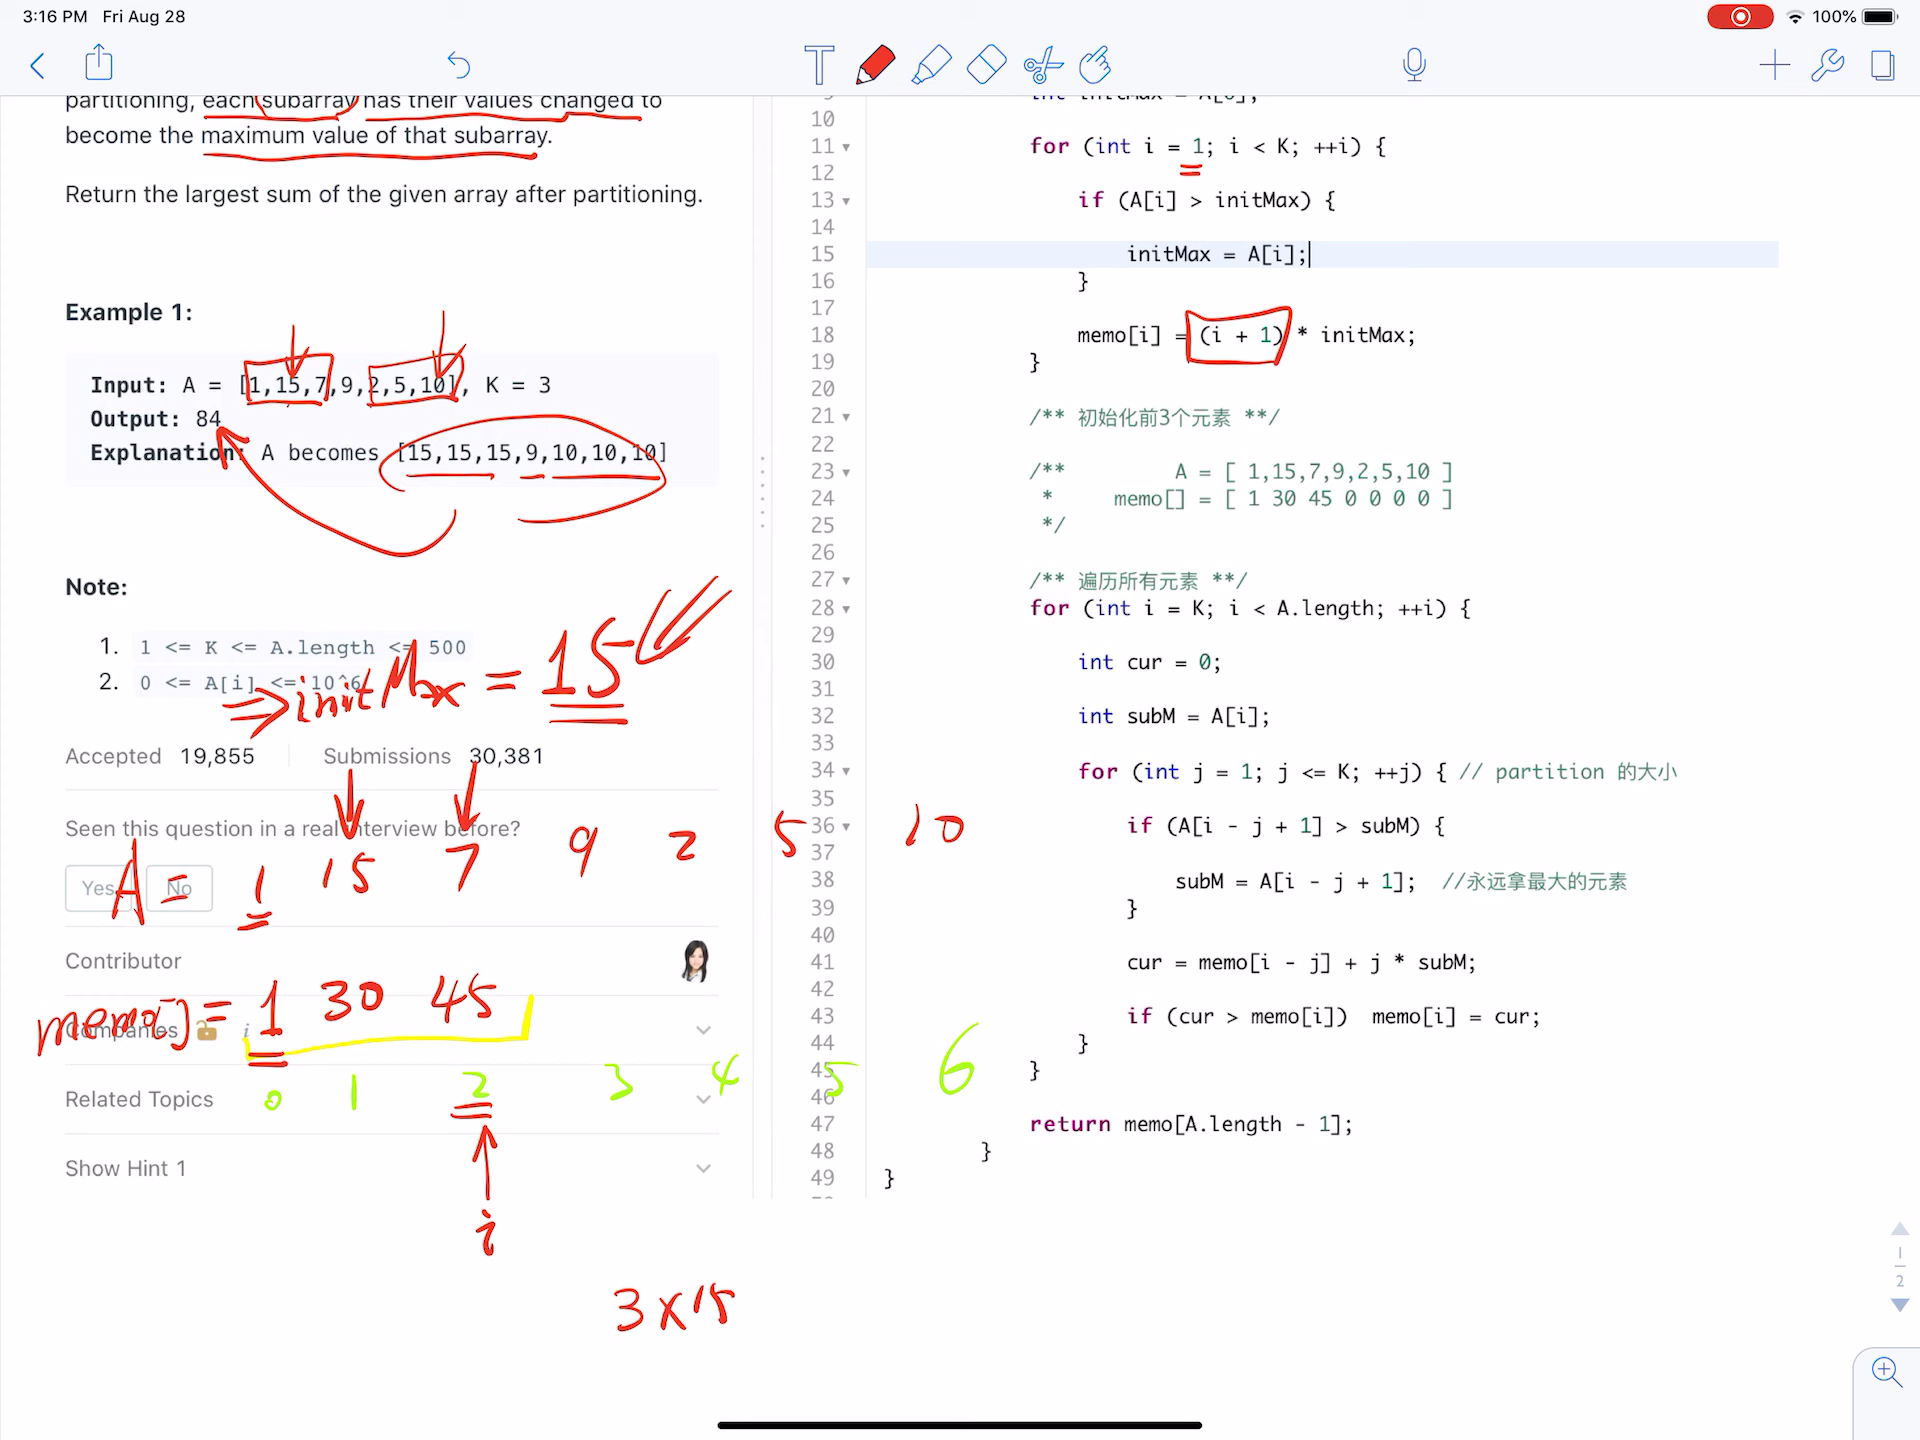 3:16 PM Fri Aug 28
100%
partitioning, each subarray has their values changed to
become the maximum value of that subarray.
Return the largest sum of the given array after partitioning.
Example 1:
Input: A = [1,15,7,9,2,5,10], K = 3
Output: 84
Explanation: A becomes [15,15,15,9,10,10,10]
Note:
1. 1 <= K <= A.length <= 500
2. 0 <= A[i] <= 10^6
=> initMax = 15
Accepted 19,855 Submissions 30,381
Seen this question in a real interview before?
Yes No
A = 1 15 7 9 2 5 10
Contributor
memo[] = 1 30 45
Companies i
0 1 2 3 4 5 6
Related Topics
Show Hint 1
i
3 x 15
10
11 for (int i = 1; i < K; ++i) {
12
13 if (A[i] > initMax) {
14
15 initMax = A[i];
16 }
17
18 memo[i] = (i + 1) * initMax;
19 }
20
21 /** 初始化前3个元素 **/
22
23 /** A = [ 1,15,7,9,2,5,10 ]
24 * memo[] = [ 1 30 45 0 0 0 0 ]
25 */
26
27 /** 遍历所有元素 **/
28 for (int i = K; i < A.length; ++i) {
29
30 int cur = 0;
31
32 int subM = A[i];
33
34 for (int j = 1; j <= K; ++j) { // partition 的大小
35
36 if (A[i - j + 1] > subM) {
37
38 subM = A[i - j + 1]; //永远拿最大的元素
39 }
40
41 cur = memo[i - j] + j * subM;
42
43 if (cur > memo[i]) memo[i] = cur;
44 }
45 }
46
47 return memo[A.length - 1];
48 }
49 }
1
2